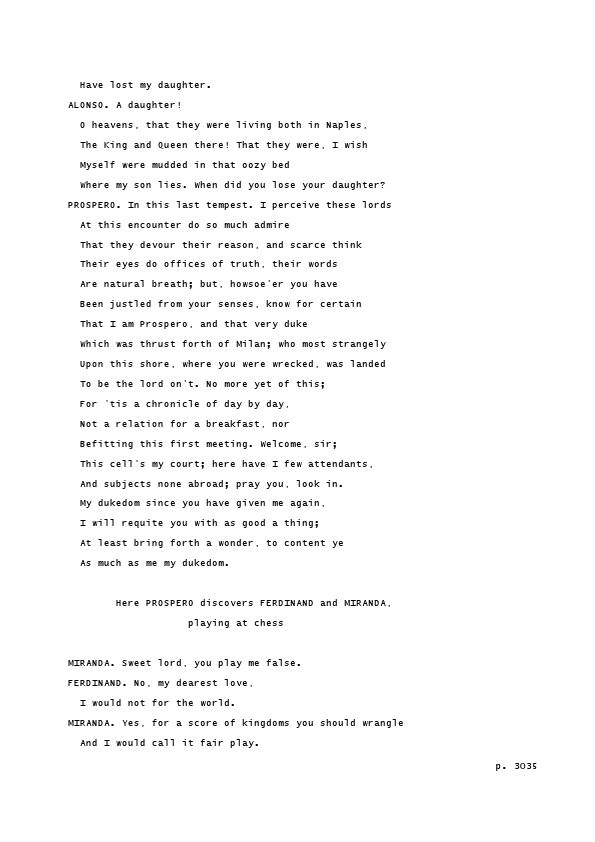 Have lost my daughter.
ALONSO. A daughter!
O heavens, that they were living both in Naples,
The King and Queen there! That they were, I wish
Myself were mudded in that oozy bed
Where my son lies. When did you lose your daughter?
PROSPERO. In this last tempest. I perceive these lords
At this encounter do so much admire
That they devour their reason, and scarce think
Their eyes do offices of truth, their words
Are natural breath; but, howsoe'er you have
Been justled from your senses, know for certain
That I am Prospero, and that very duke
Which was thrust forth of Milan; who most strangely
Upon this shore, where you were wrecked, was landed
To be the lord on't. No more yet of this;
For 'tis a chronicle of day by day,
Not a relation for a breakfast, nor
Befitting this first meeting. Welcome, sir;
This cell's my court; here have I few attendants,
And subjects none abroad; pray you, look in.
My dukedom since you have given me again,
I will requite you with as good a thing;
At least bring forth a wonder, to content ye
As much as me my dukedom.
Here PROSPERO discovers FERDINAND and MIRANDA,
playing at chess
MIRANDA. Sweet lord, you play me false.
FERDINAND. No, my dearest love,
I would not for the world.
MIRANDA. Yes, for a score of kingdoms you should wrangle
And I would call it fair play.
p. 3035